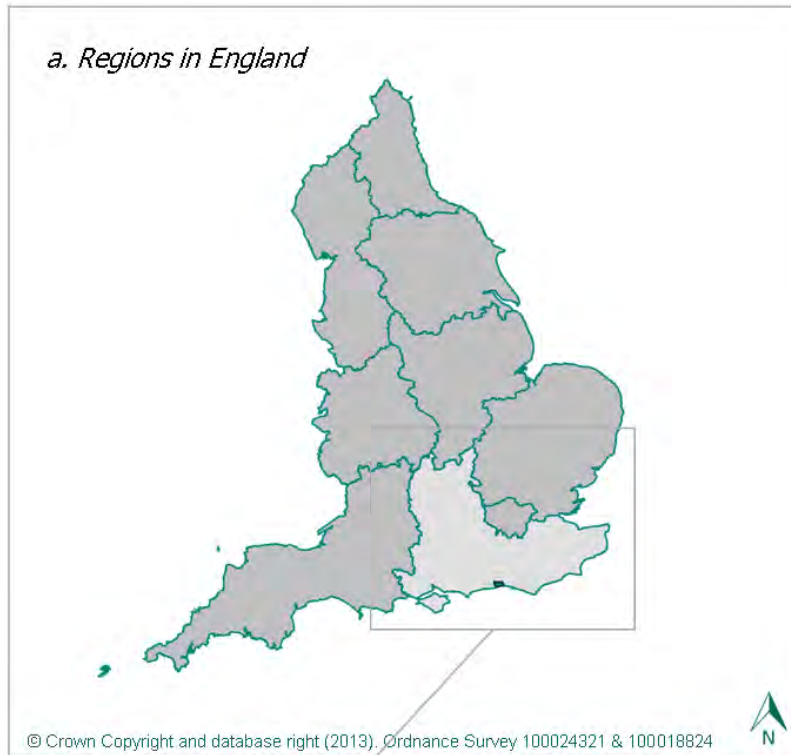 a. Regions in England
© Crown Copyright and database right (2013). Ordnance Survey 100024321 & 100018824
N